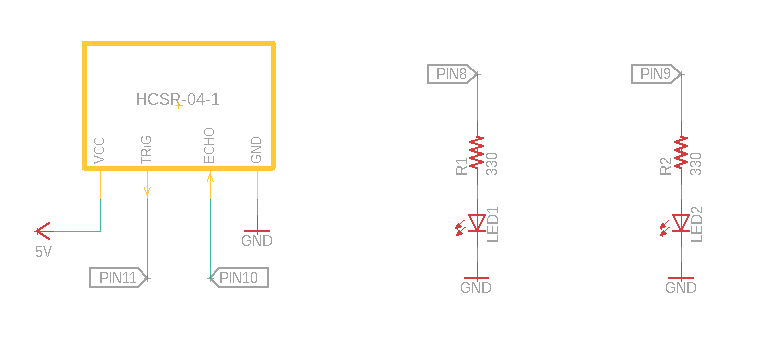 HCSR-04-1
VCC
TRIG
ECHO
GND
5V
GND
PIN11
PIN10
PIN8
R1
330
LED1
GND
PIN9
R2
330
LED2
GND